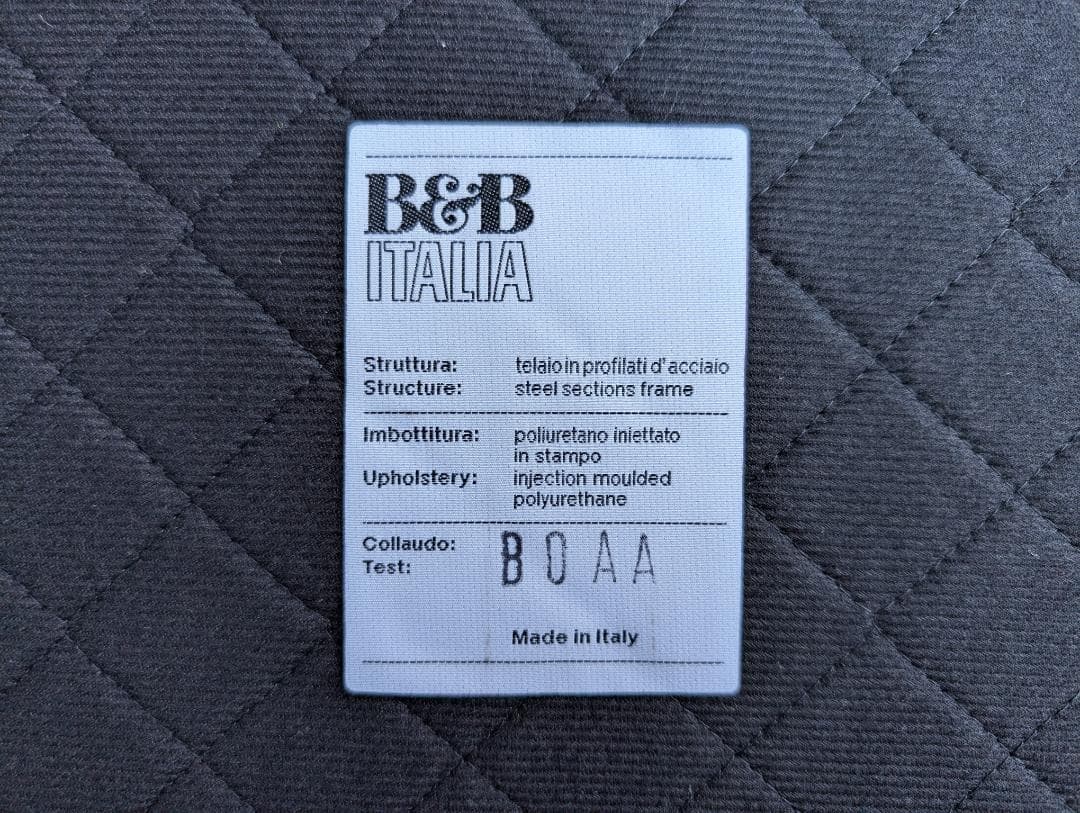 B&B
ITALIA
Struttura: telaio in profilati d'acciaio
Structure: steel sections frame
Imbottitura: poliuretano iniettato
in stampo
Upholstery: injection moulded
polyurethane
Collaudo:
Test: B O A A
Made in Italy